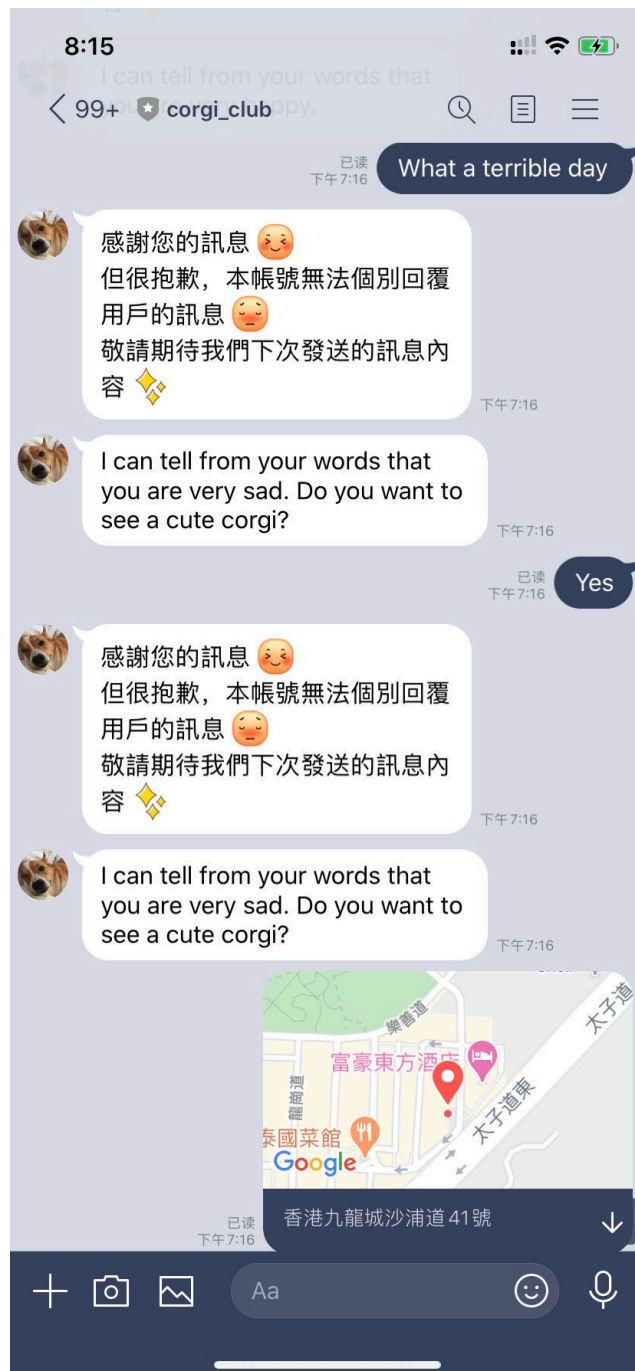 8:15
I can tell from your words that
you are very happy.
99+ corgi_club
已读
下午7:16
What a terrible day
感謝您的訊息
但很抱歉，本帳號無法個別回覆
用戶的訊息
敬請期待我們下次發送的訊息內
容
下午7:16
I can tell from your words that
you are very sad. Do you want to
see a cute corgi?
下午7:16
已读
下午7:16
Yes
感謝您的訊息
但很抱歉，本帳號無法個別回覆
用戶的訊息
敬請期待我們下次發送的訊息內
容
下午7:16
I can tell from your words that
you are very sad. Do you want to
see a cute corgi?
下午7:16
樂善道
太子道
富豪東方酒店
龍崗道
太子道東
泰國菜館
Google
香港九龍城沙浦道41號
已读
下午7:16
Aa